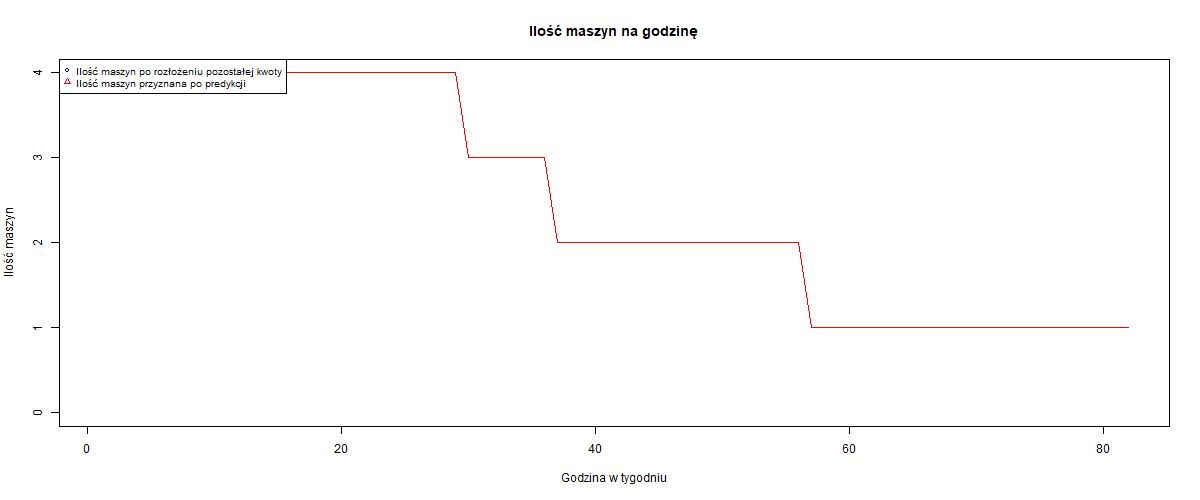 Ilość maszyn na godzinę
Ilość maszyn po rozłożeniu pozostałej kwoty
Ilość maszyn przyznana po predykcji
Ilość maszyn
4
3
2
1
0
0 20 40 60 80
Godzina w tygodniu